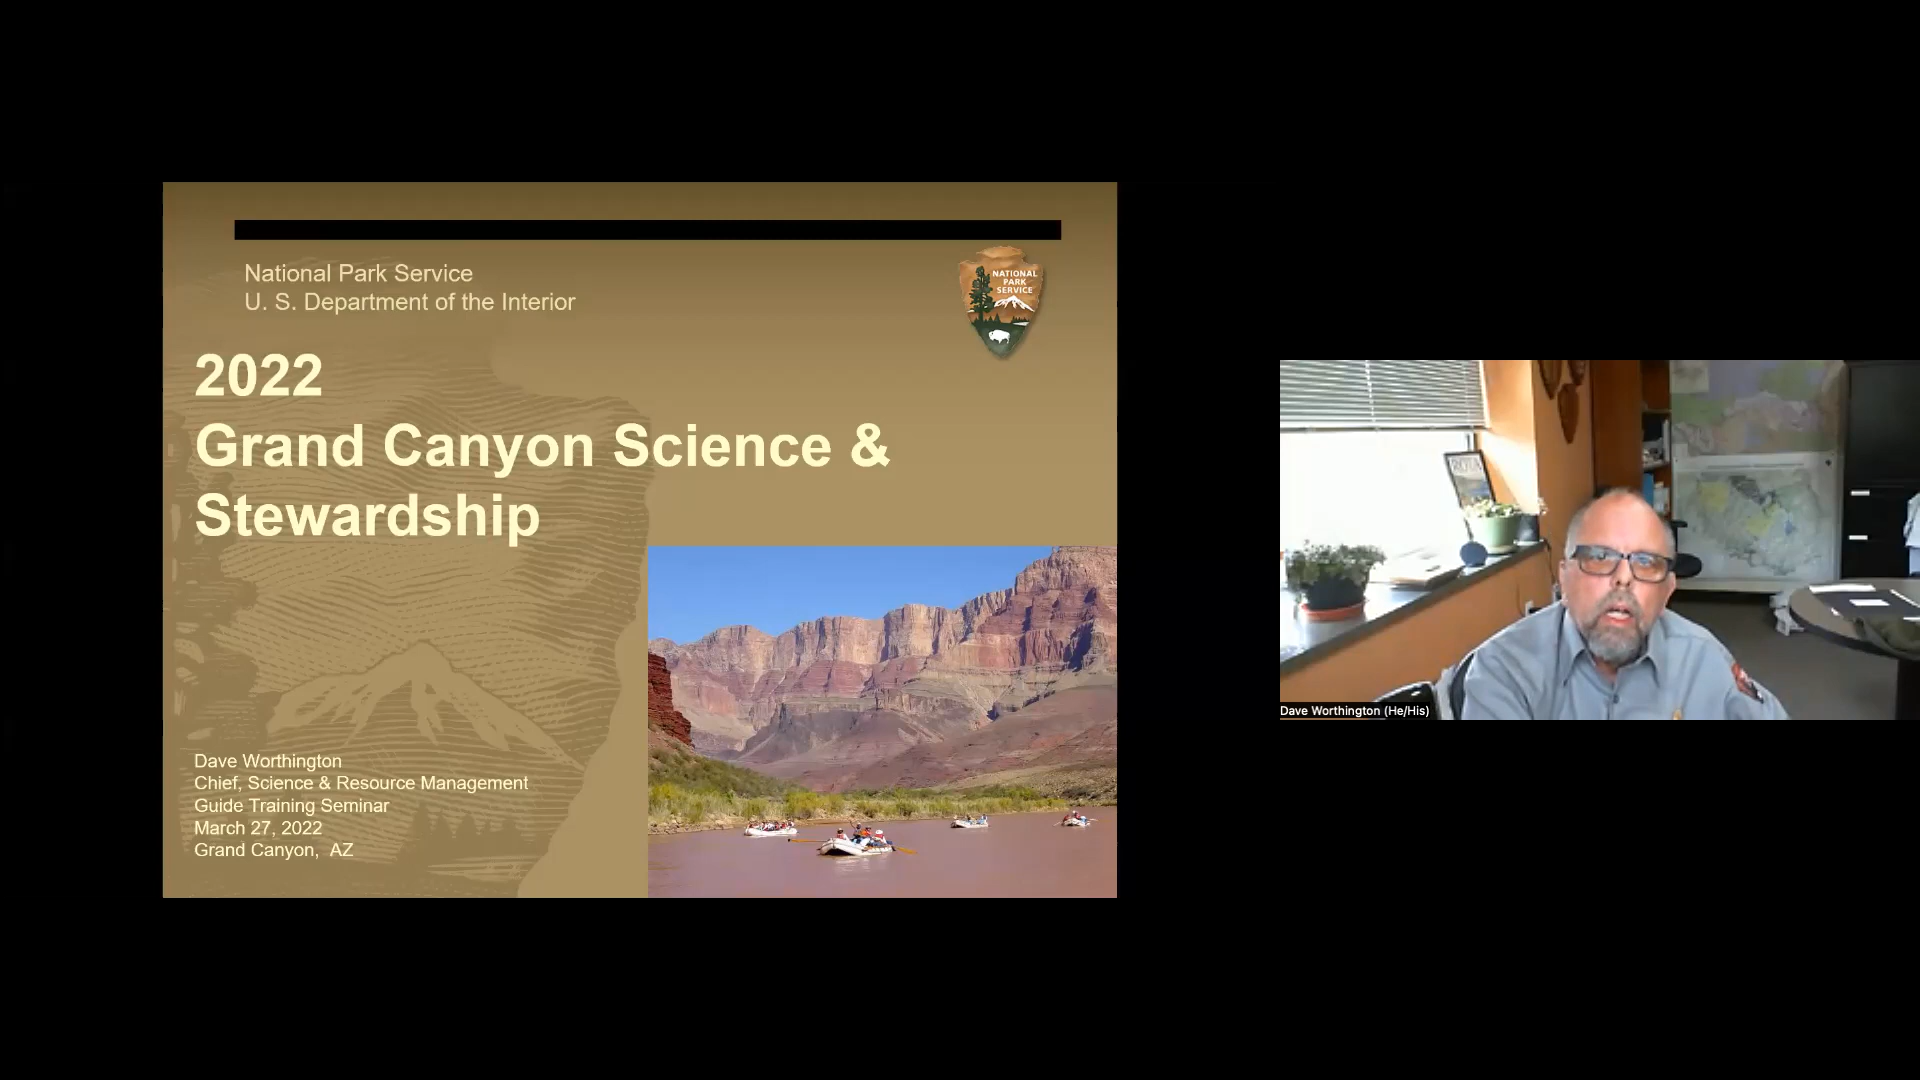 National Park Service
U. S. Department of the Interior
NATIONAL
PARK
SERVICE
2022
Grand Canyon Science &
Stewardship
Dave Worthington
Chief, Science & Resource Management
Guide Training Seminar
March 27, 2022
Grand Canyon, AZ
Dave Worthington (He/His)